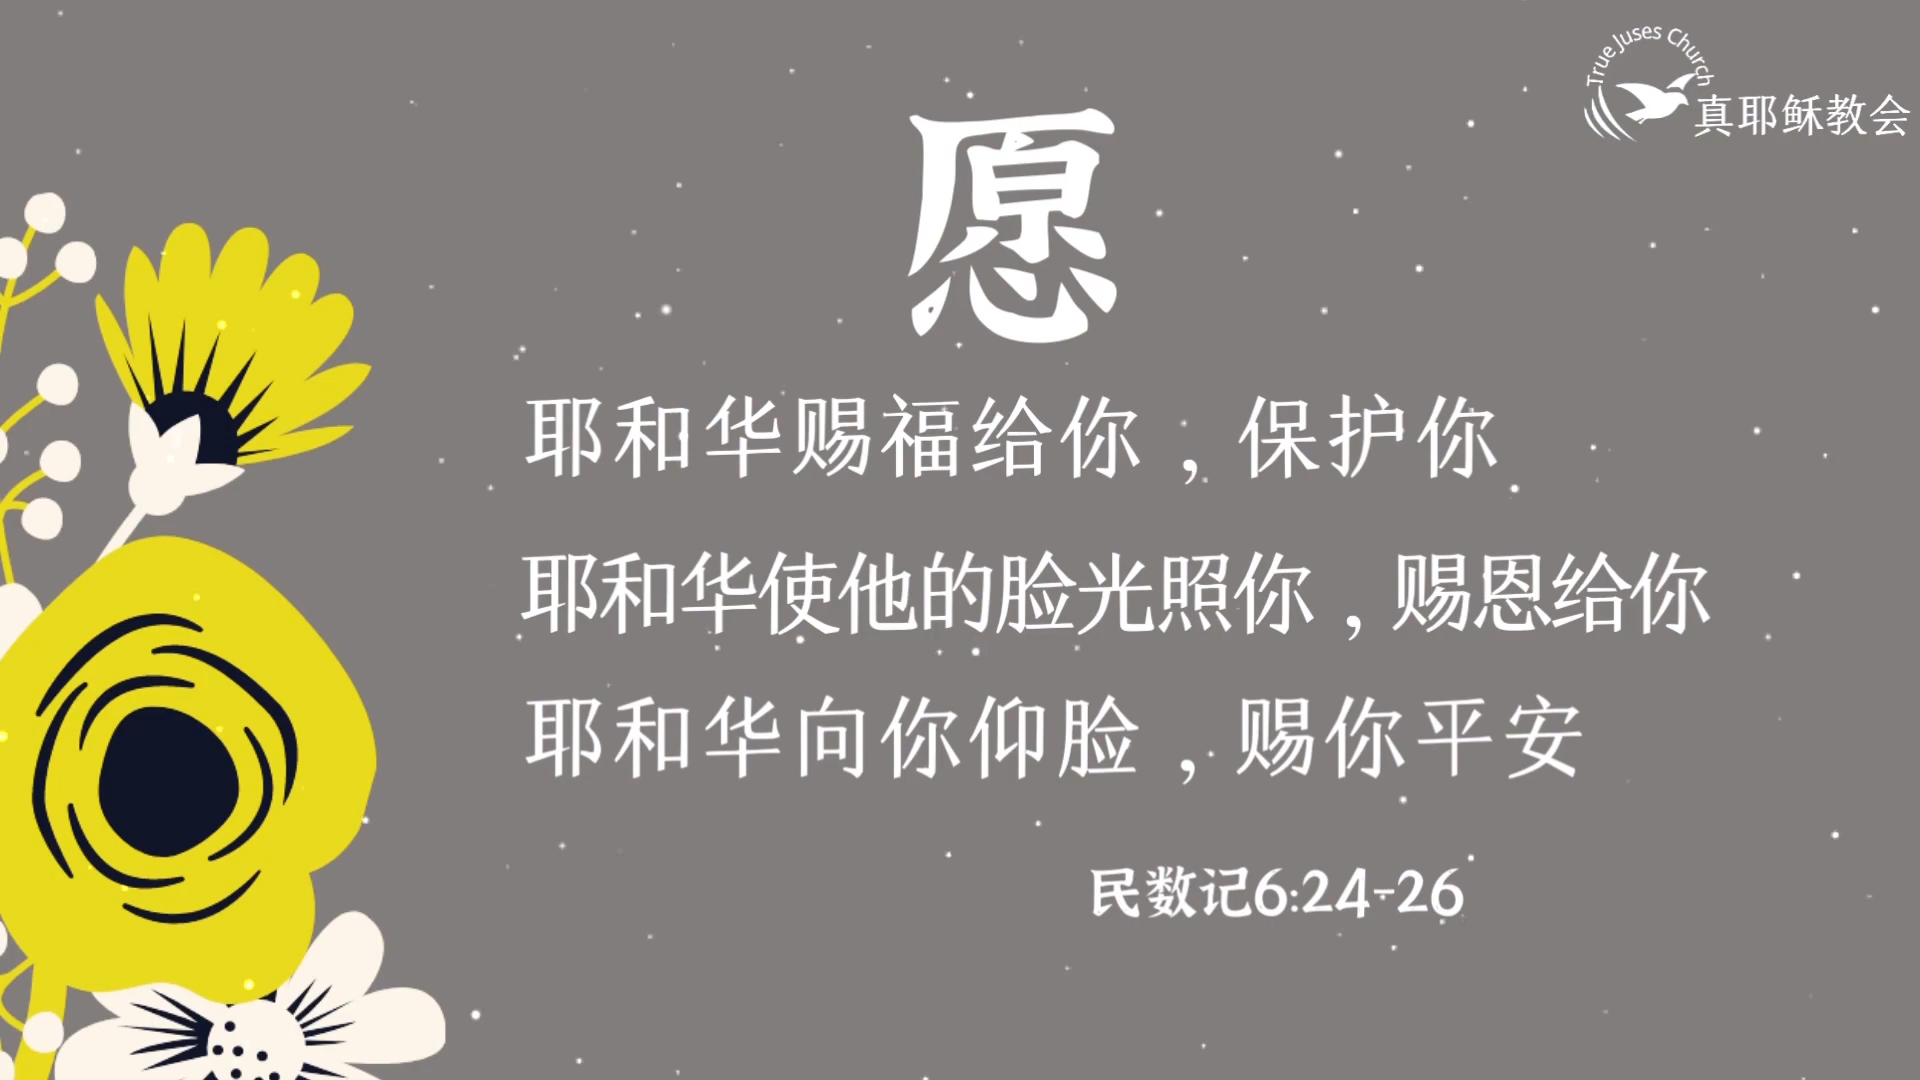 True Juses Church
真耶稣教会
愿
耶和华赐福给你，保护你
耶和华使他的脸光照你，赐恩给你
耶和华向你仰脸，赐你平安
民数记6:24-26